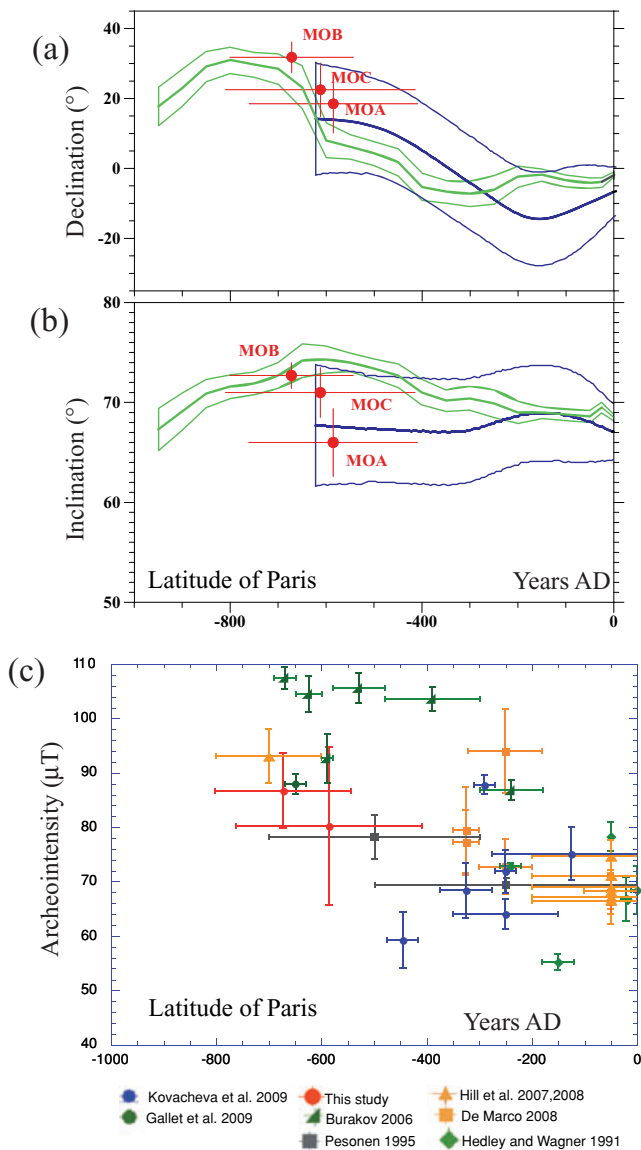 (a)
Declination (°)
40
20
0
-20
MOB
MOC
MOA
(b)
Inclination (°)
80
70
60
50
MOB
MOC
MOA
Latitude of Paris Years AD
-800 -600 -400 -200 0
(c)
Archeointensity (µT)
110
100
90
80
70
60
50
40
Latitude of Paris Years AD
-1000 -800 -600 -400 -200 0
Kovacheva et al. 2009 This study Hill et al. 2007,2008
Gallet et al. 2009 Burakov 2006 De Marco 2008
Pesonen 1995 Hedley and Wagner 1991